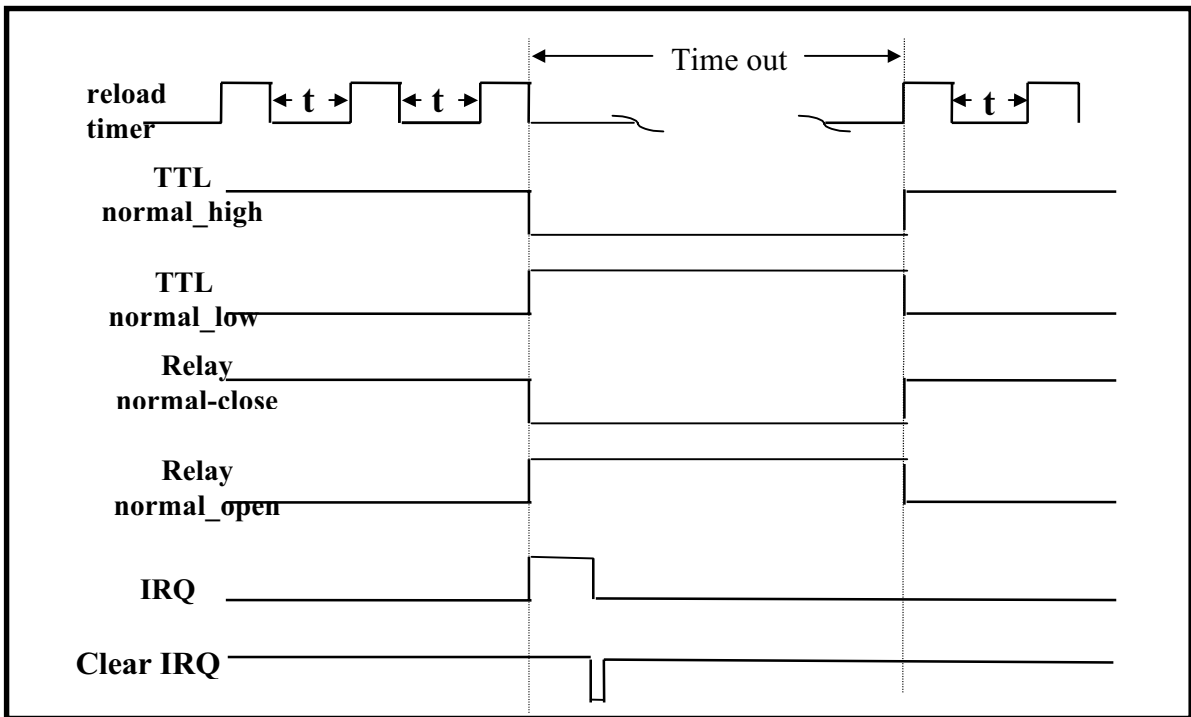 Time out
reload
timer
t
t
t
TTL
normal_high
TTL
normal_low
Relay
normal-close
Relay
normal_open
IRQ
Clear IRQ